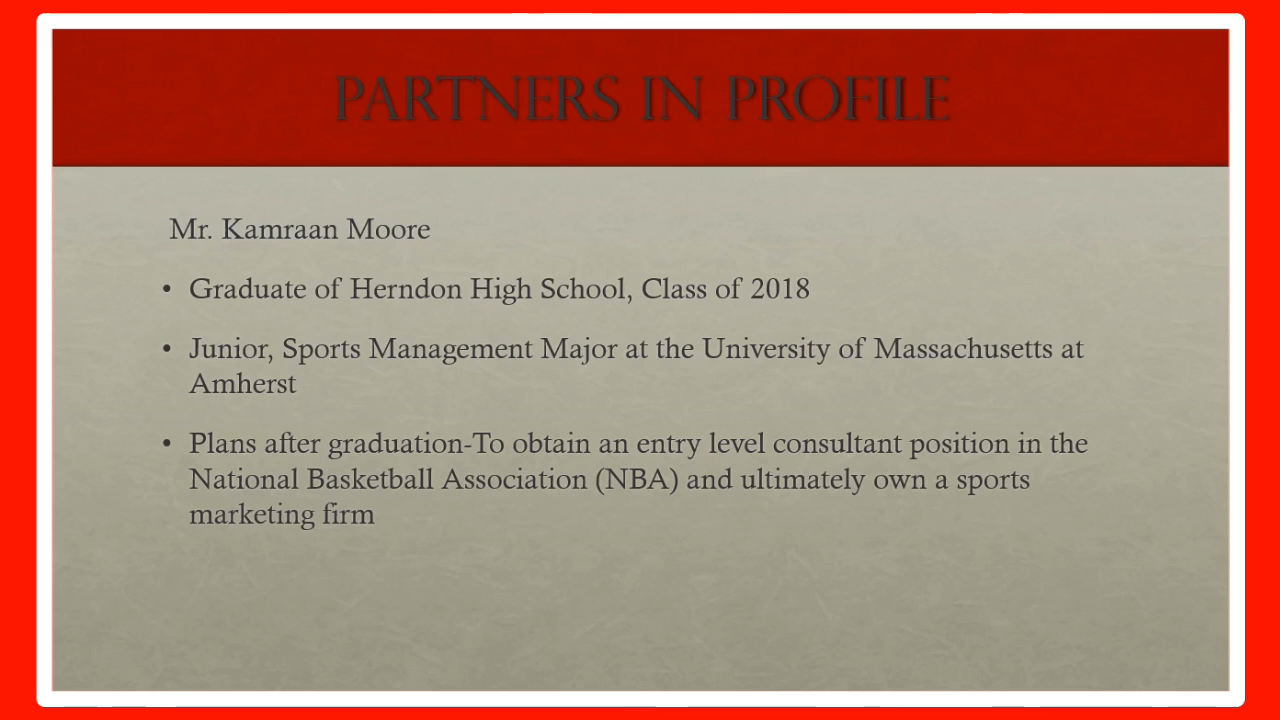 PARTNERS IN PROFILE
Mr. Kamraan Moore
• Graduate of Herndon High School, Class of 2018
• Junior, Sports Management Major at the University of Massachusetts at
Amherst
• Plans after graduation-To obtain an entry level consultant position in the
National Basketball Association (NBA) and ultimately own a sports
marketing firm